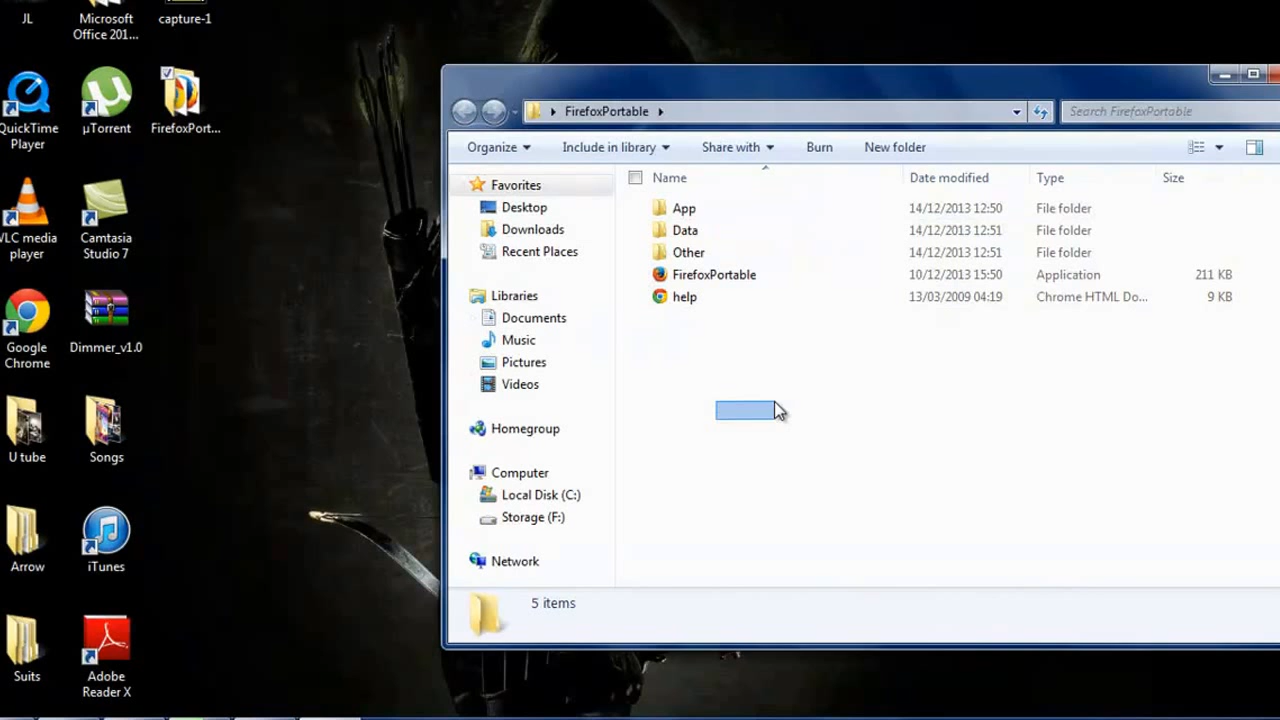 JL
Microsoft
Office 201...
capture-1
QuickTime
Player
µTorrent
FirefoxPort...
VLC media
player
Camtasia
Studio 7
Google
Chrome
Dimmer_v1.0
U tube
Songs
Arrow
iTunes
Suits
Adobe
Reader X
FirefoxPortable
Search FirefoxPortable
Organize
Include in library
Share with
Burn
New folder
Favorites
Desktop
Downloads
Recent Places
Libraries
Documents
Music
Pictures
Videos
Homegroup
Computer
Local Disk (C:)
Storage (F:)
Network
Name Date modified Type Size
App 14/12/2013 12:50 File folder
Data 14/12/2013 12:51 File folder
Other 14/12/2013 12:51 File folder
FirefoxPortable 10/12/2013 15:50 Application 211 KB
help 13/03/2009 04:19 Chrome HTML Do... 9 KB
5 items